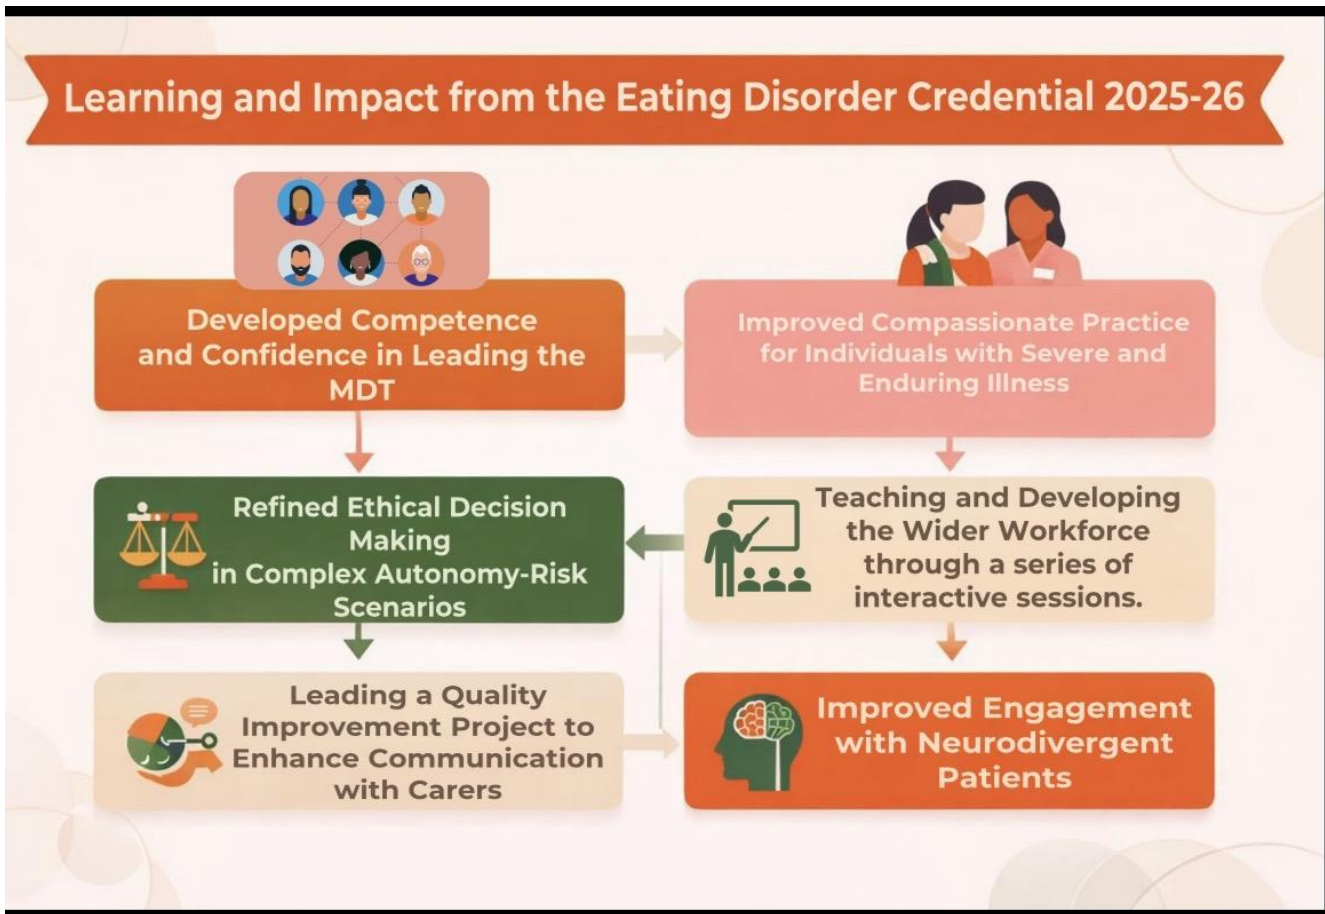 Learning and Impact from the Eating Disorder Credential 2025-26
Developed Competence
and Confidence in Leading the
MDT
Improved Compassionate Practice
for Individuals with Severe and
Enduring Illness
Refined Ethical Decision
Making
in Complex Autonomy-Risk
Scenarios
Teaching and Developing
the Wider Workforce
through a series of
interactive sessions.
Leading a Quality
Improvement Project to
Enhance Communication
with Carers
Improved Engagement
with Neurodivergent
Patients